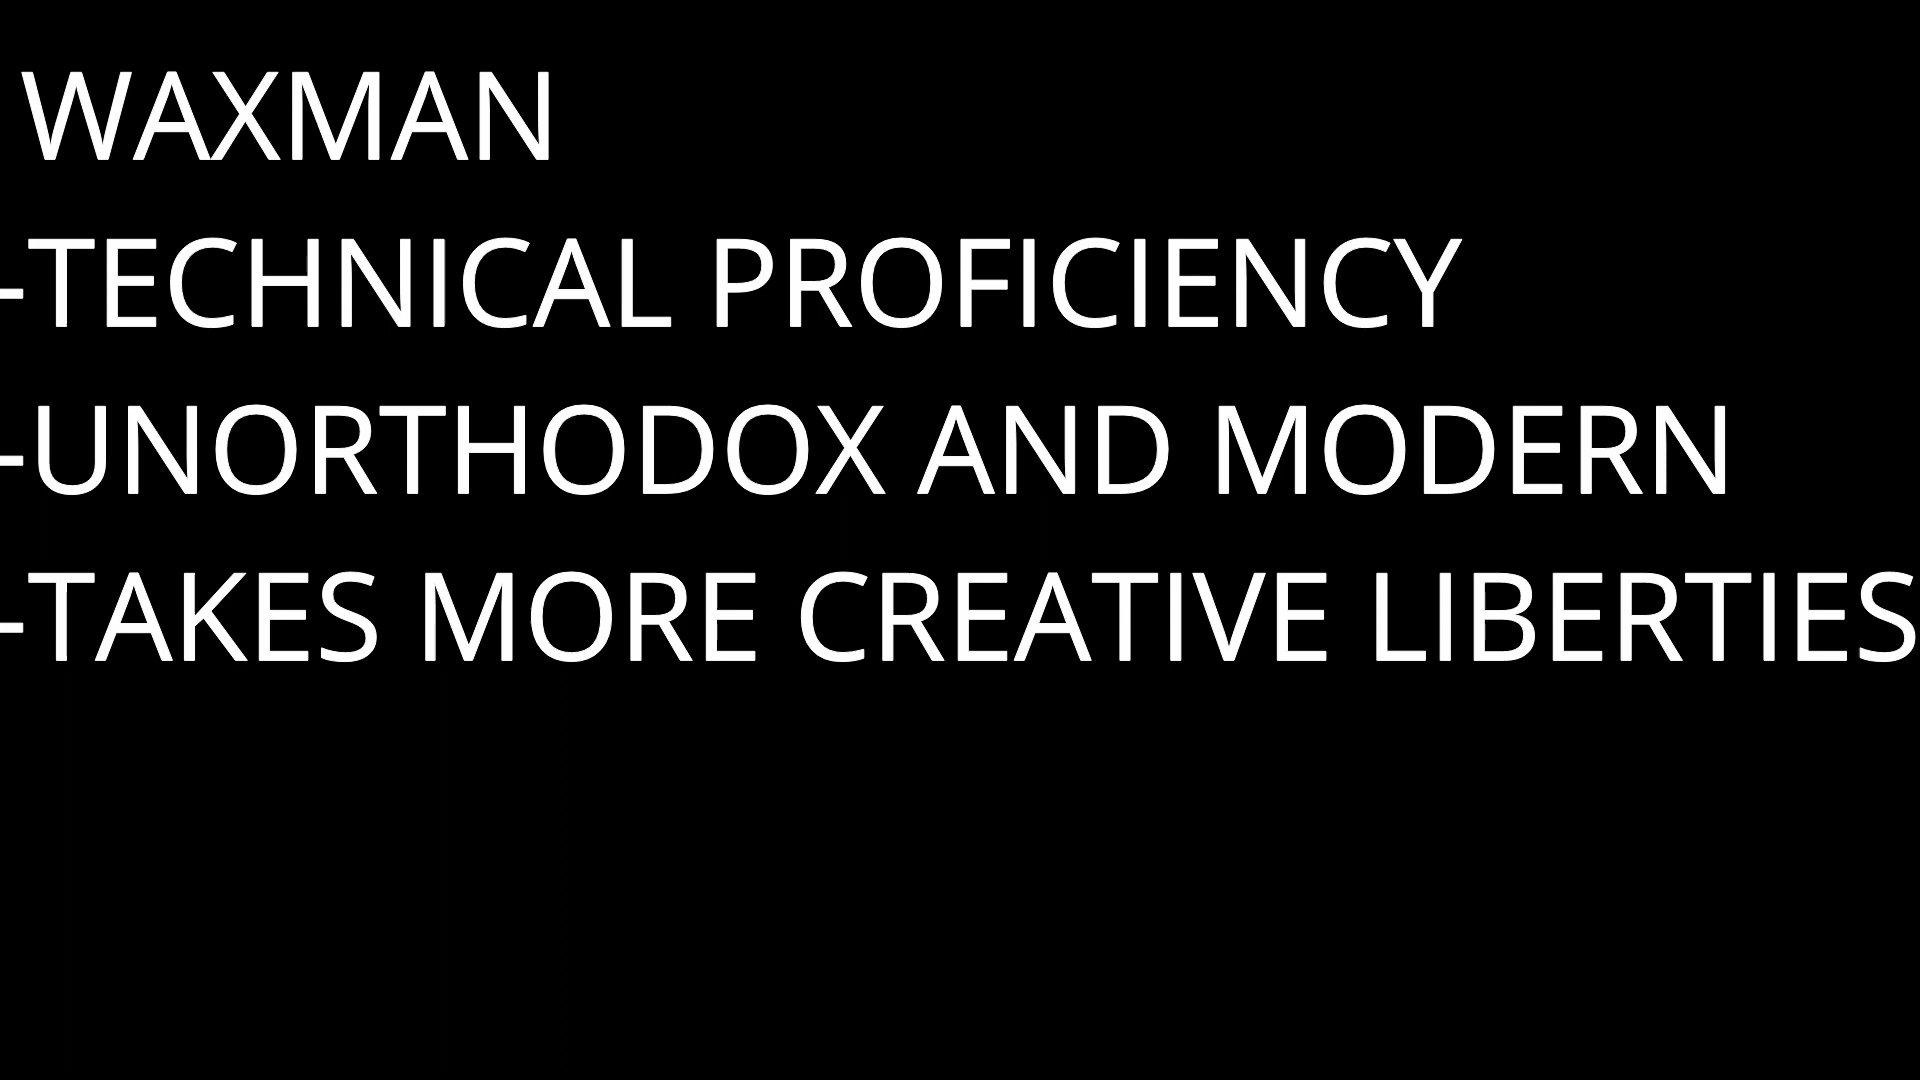 WAXMAN
-TECHNICAL PROFICIENCY
-UNORTHODOX AND MODERN
-TAKES MORE CREATIVE LIBERTIES